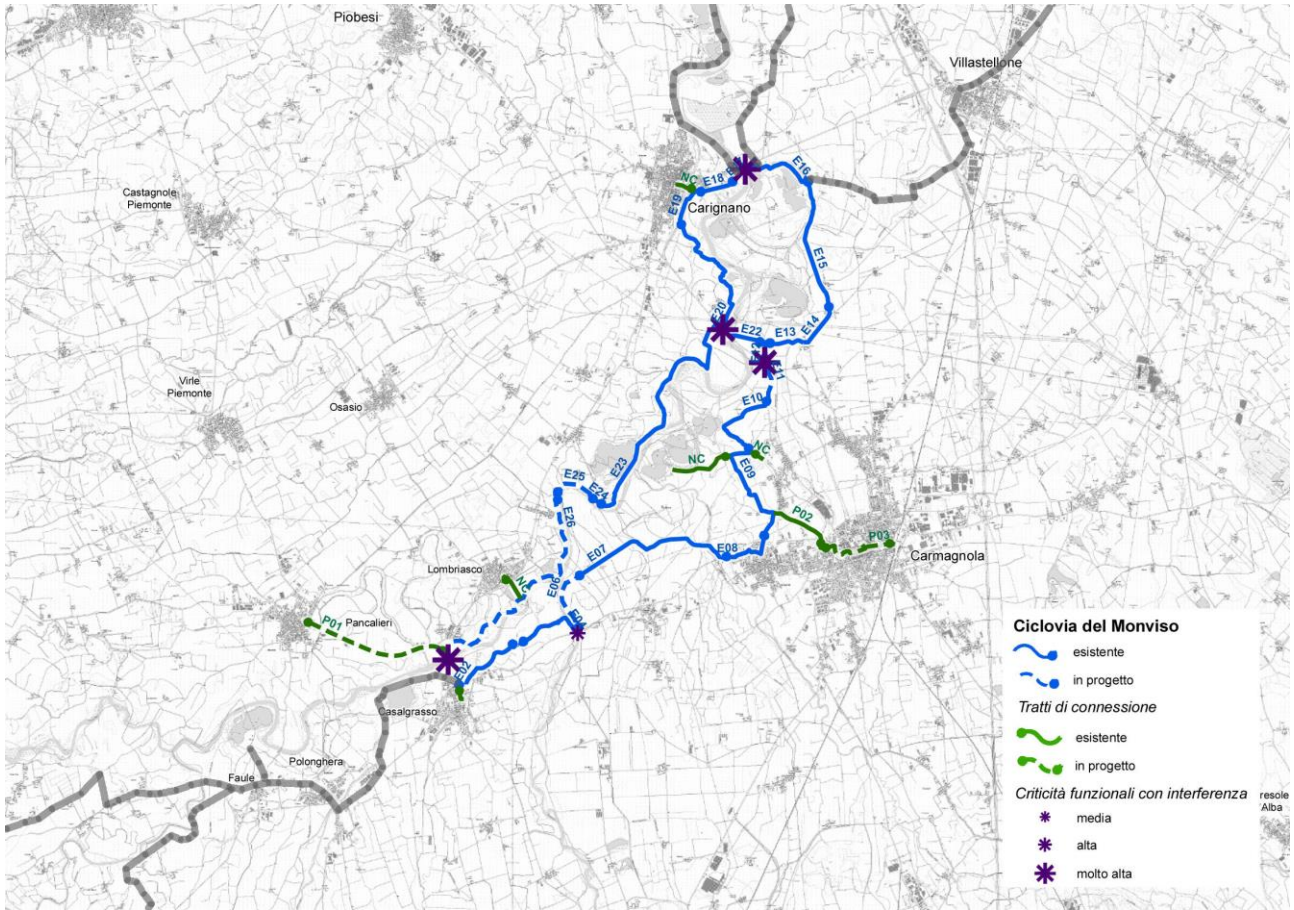 Piobesi
Villastellone
Castagnole
Piemonte
NC
E18
E16
Carignano
E19
E15
E20
E22
E13
E14
E11
Virle
Piemonte
Osasio
E10
NC
NC
E09
E23
E25
E24
E26
P02
P03
Carmagnola
E07
E08
Lombriasco
NC
E06
P01
Pancalieri
E02
Casalgrasso
Polonghera
Faule
Ciclovia del Monviso
esistente
in progetto
Tratti di connessione
esistente
in progetto
Criticità funzionali con interferenza
media
alta
molto alta
resole
Alba